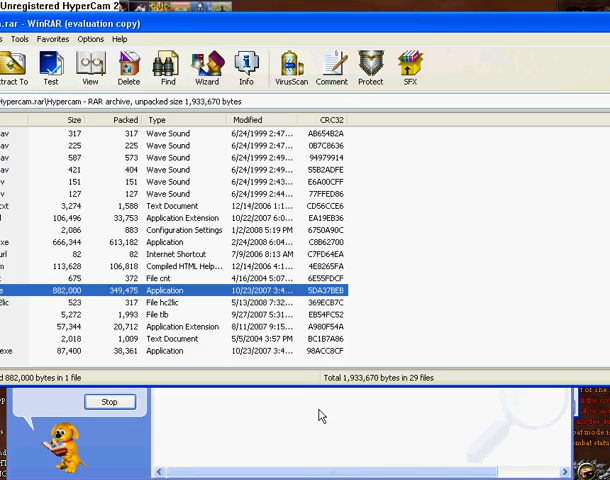 Unregistered HyperCam 2
.rar - WinRAR (evaluation copy)
Tools Favorites Options Help
Extract To Test View Delete Find Wizard Info VirusScan Comment Protect SFX
Hypercam.rar\Hypercam - RAR archive, unpacked size 1,933,670 bytes
Size Packed Type Modified CRC32
av 317 317 Wave Sound 6/24/1999 2:47... AB654B2A
av 225 225 Wave Sound 6/24/1999 2:47... 0B7C8636
av 587 573 Wave Sound 6/24/1999 2:47... 94979914
av 421 404 Wave Sound 6/24/1999 2:44... 55B2ADFE
v 151 151 Wave Sound 6/24/1999 2:47... E6A00CFF
v 127 127 Wave Sound 6/24/1999 2:49... 77FFED86
txt 3,274 1,588 Text Document 12/14/2006 1:1... CD56CCE6
l 106,496 33,753 Application Extension 10/22/2007 6:0... EA19EB36
2,086 883 Configuration Settings 1/2/2008 5:19 PM 6750A90C
xe 666,344 613,182 Application 2/24/2008 6:04... C8B62700
url 82 82 Internet Shortcut 7/9/2006 8:13 AM C7FD64EA
m 113,628 106,818 Compiled HTML Help... 12/14/2006 4:1... 4E8265FA
t 675 372 File cnt 4/16/2004 5:07... 6E55FDCF
e 882,000 349,475 Application 10/23/2007 3:4... 5DA37BEB
2lic 523 317 File hc2lic 5/13/2008 7:32... 369ECB7C
5,272 1,993 File tlb 9/27/2007 5:31... EB54FC52
57,344 20,712 Application Extension 8/11/2007 9:15... A980F54A
2,018 1,009 Text Document 5/5/2004 3:57 PM BC1B7A86
exe 87,400 38,361 Application 10/23/2007 3:4... 98ACC8CF
d 882,000 bytes in 1 file Total 1,933,670 bytes in 29 files
Stop